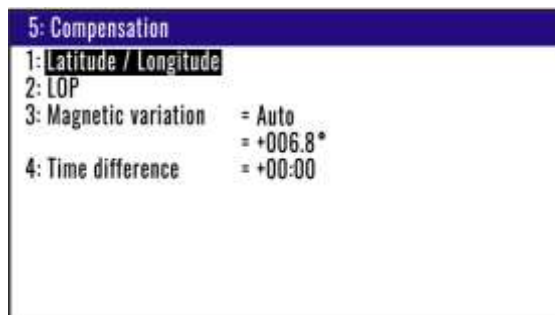 5: Compensation
1: Latitude / Longitude
2: LOP
3: Magnetic variation = Auto
= +006.8°
4: Time difference = +00:00